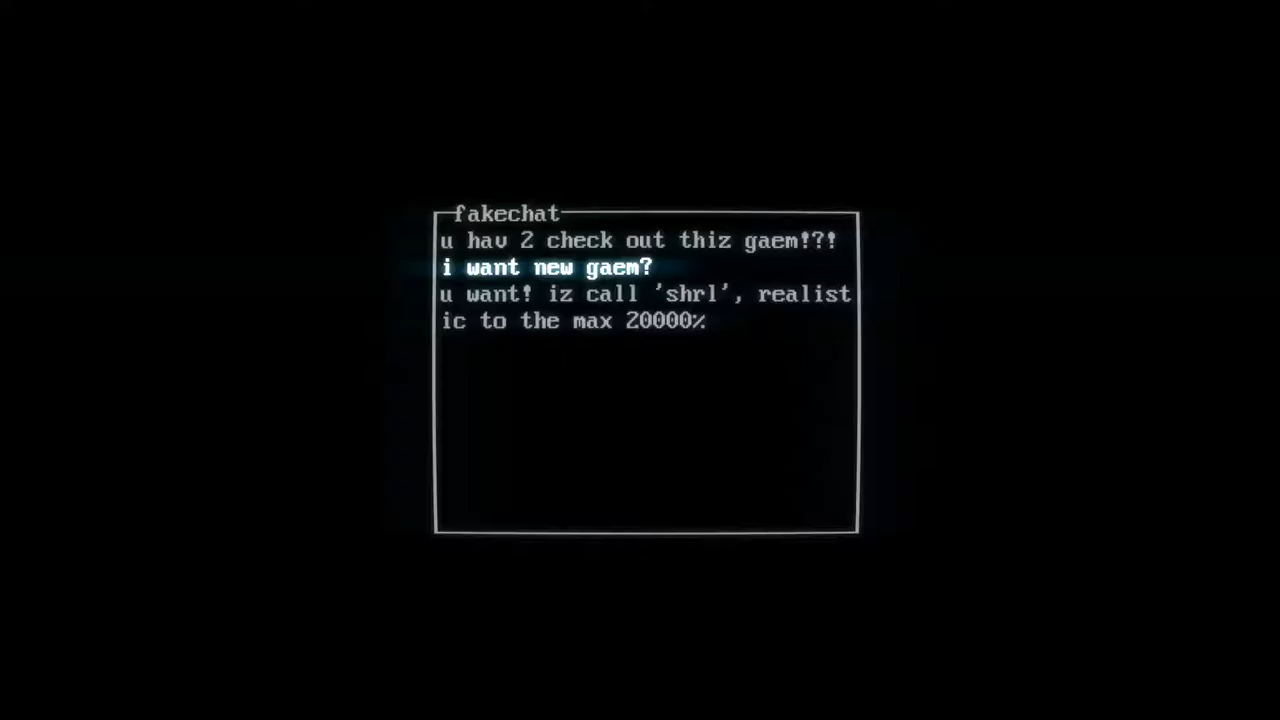 fakechat
u hav 2 check out thiz gaem!?!
i want new gaem?
u want! iz call 'shrl', realist
ic to the max 20000%